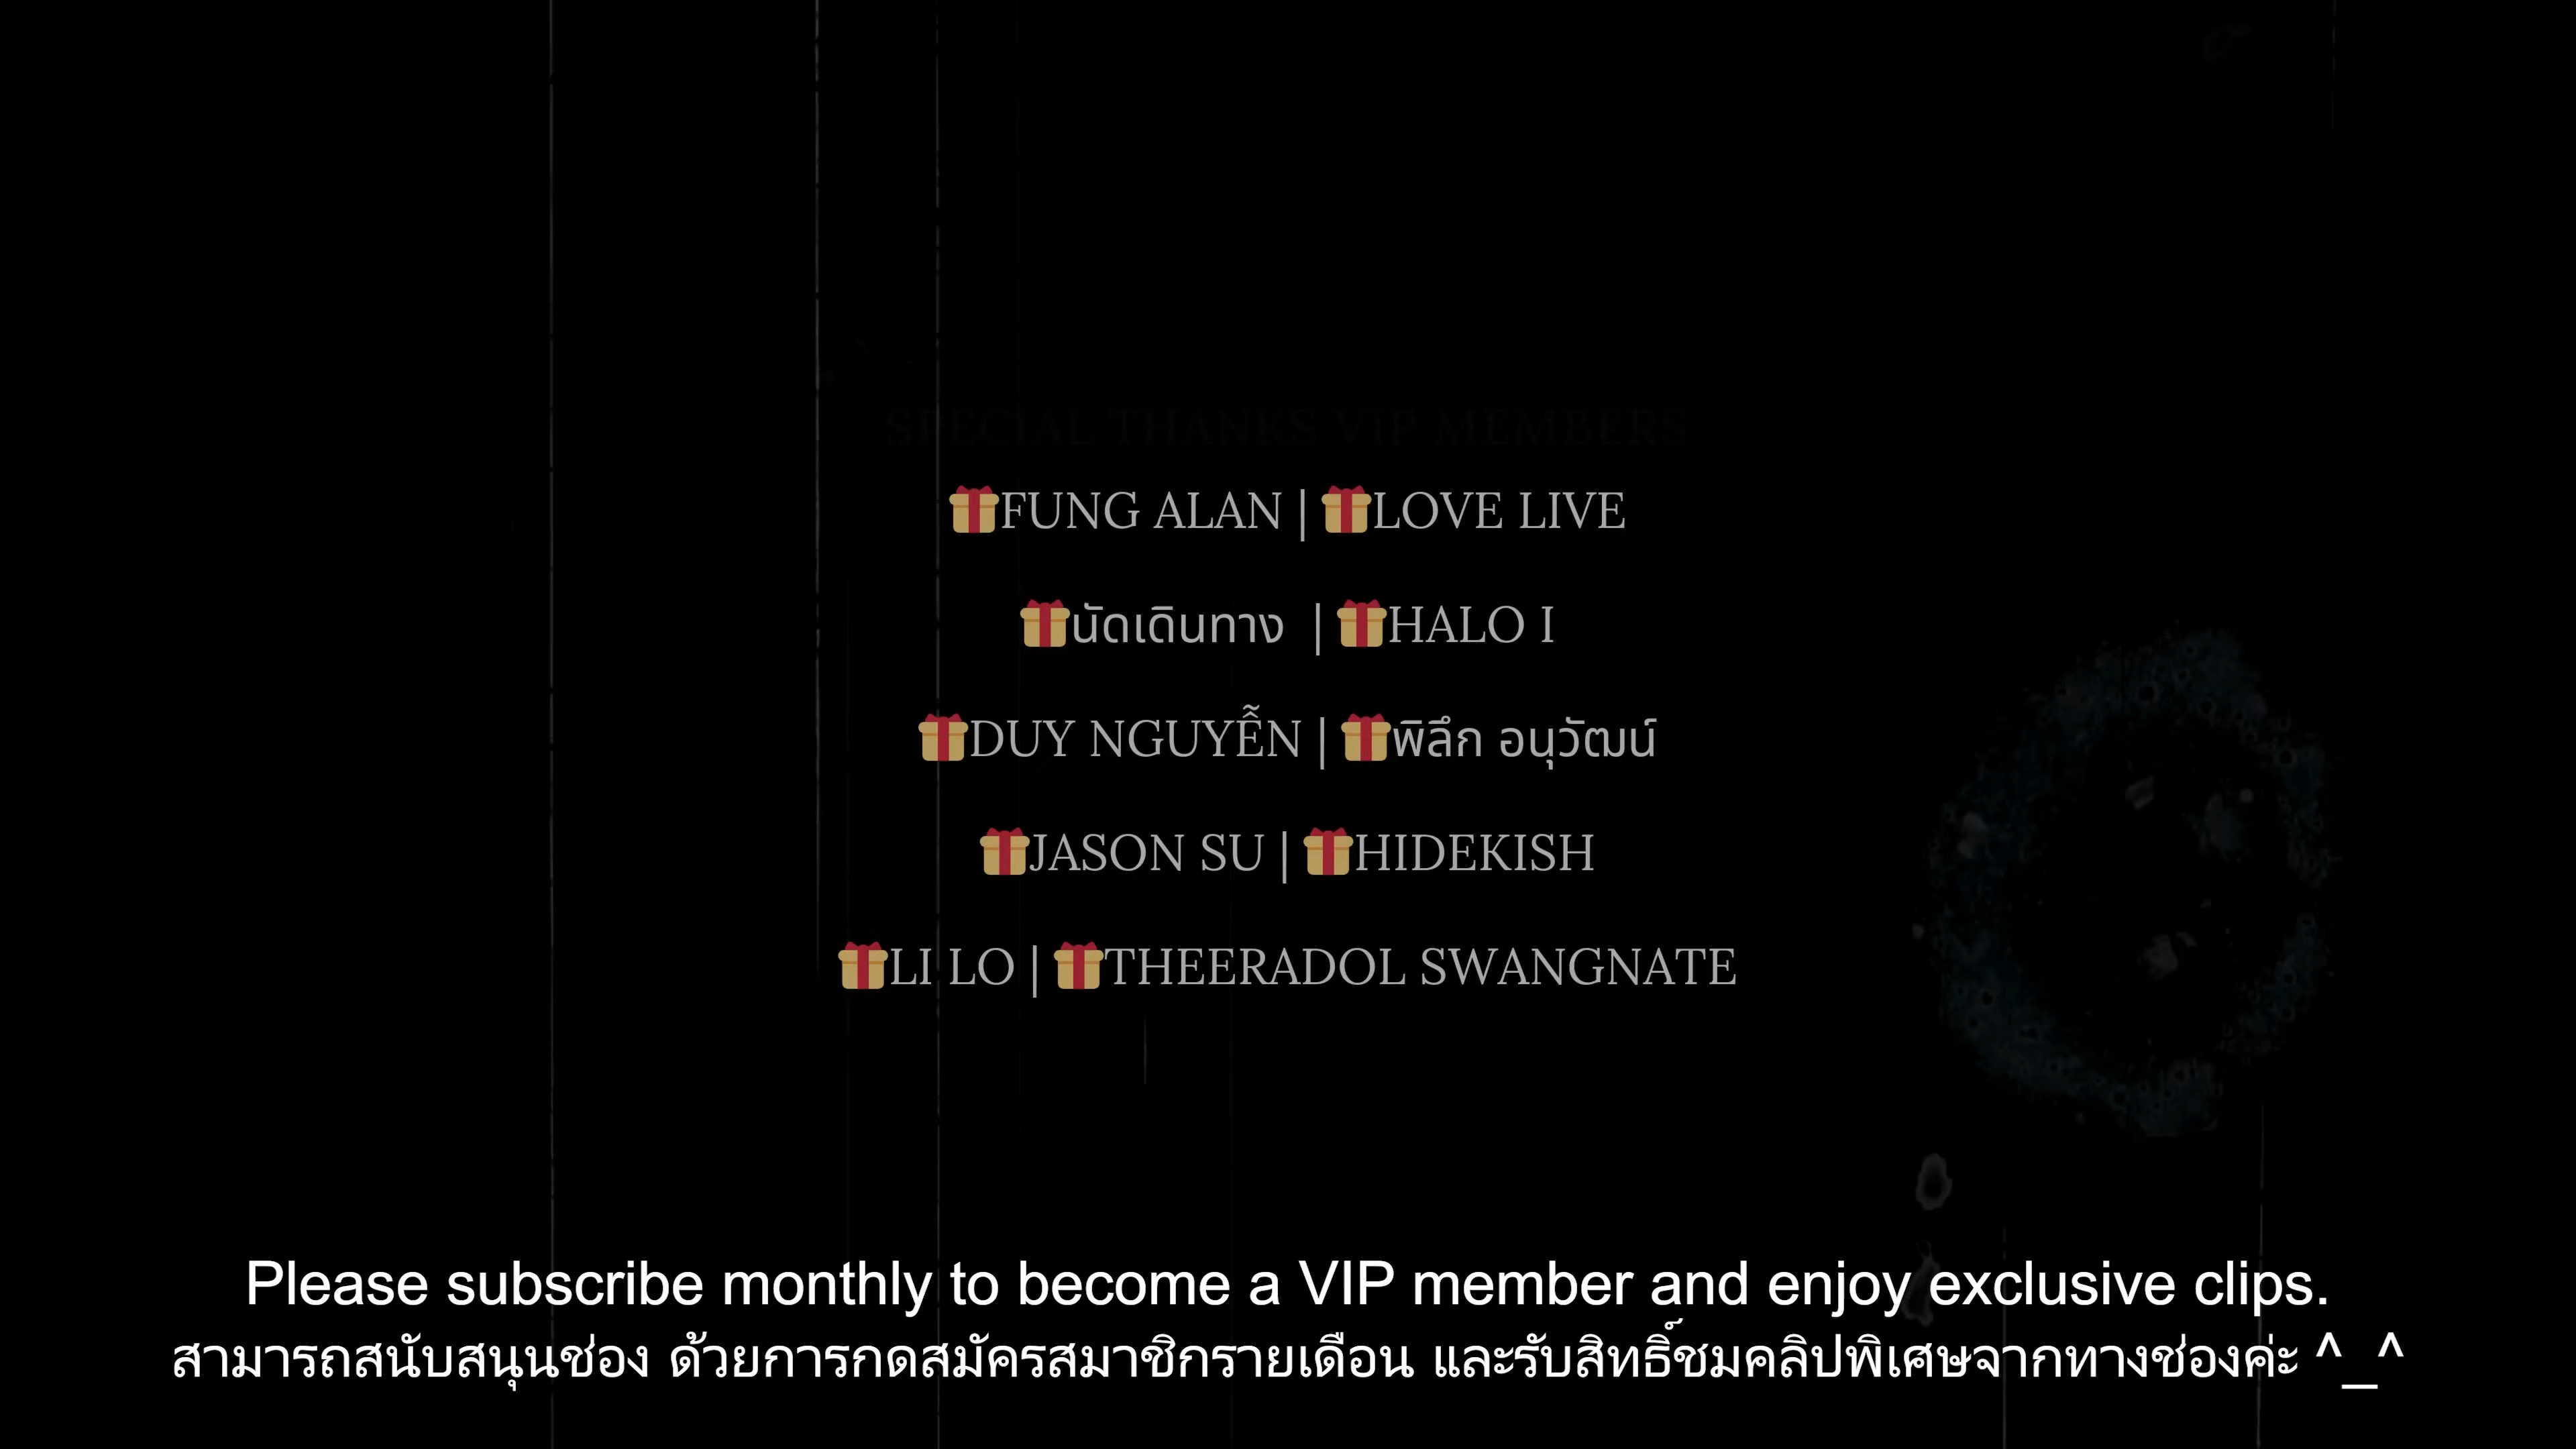 SPECIAL THANKS VIP MEMBERS
🎁FUNG ALAN | 🎁LOVE LIVE
🎁นัดเดินทาง | 🎁HALO I
🎁DUY NGUYỄN | 🎁พิลึก อนุวัฒน์
🎁JASON SU | 🎁HIDEKISH
🎁LI LO | 🎁THEERADOL SWANGNATE
Please subscribe monthly to become a VIP member and enjoy exclusive clips.
สามารถสนับสนุนช่อง ด้วยการกดสมัครสมาชิกรายเดือน และรับสิทธิ์ชมคลิปพิเศษจากทางช่องค่ะ ^_^